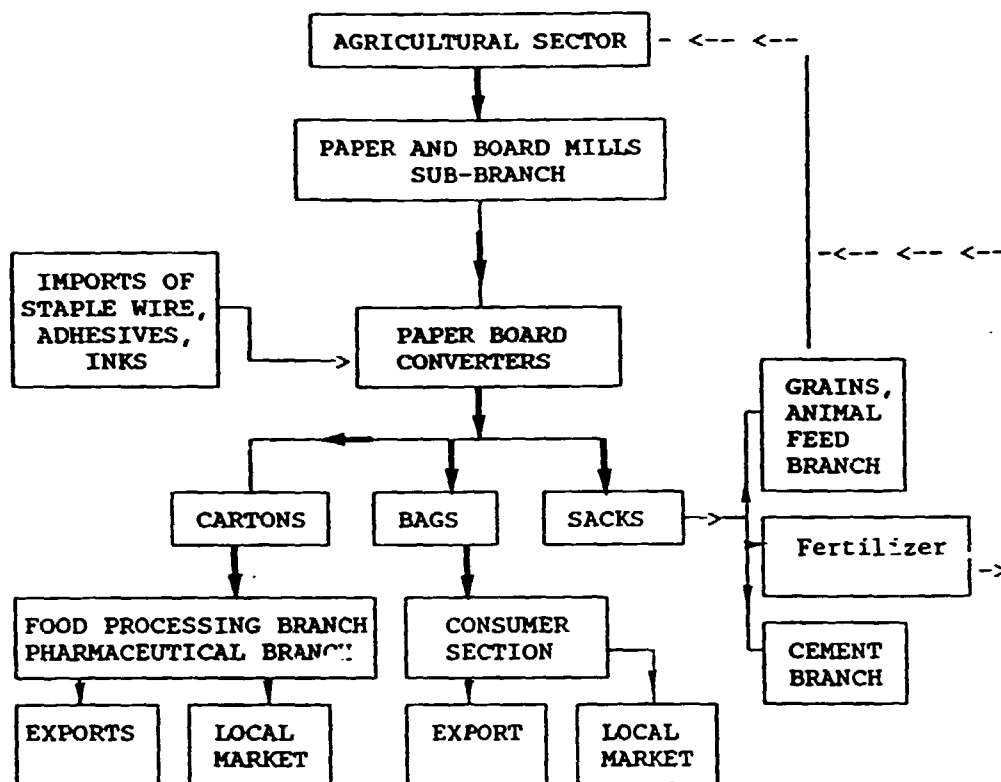 AGRICULTURAL SECTOR
PAPER AND BOARD MILLS
SUB-BRANCH
IMPORTS OF
STAPLE WIRE,
ADHESIVES,
INKS
PAPER BOARD
CONVERTERS
GRAINS,
ANIMAL
FEED
BRANCH
CARTONS
BAGS
SACKS
Fertilizer
FOOD PROCESSING BRANCH
PHARMACEUTICAL BRANCH
CONSUMER
SECTION
CEMENT
BRANCH
EXPORTS
LOCAL
MARKET
EXPORT
LOCAL
MARKET